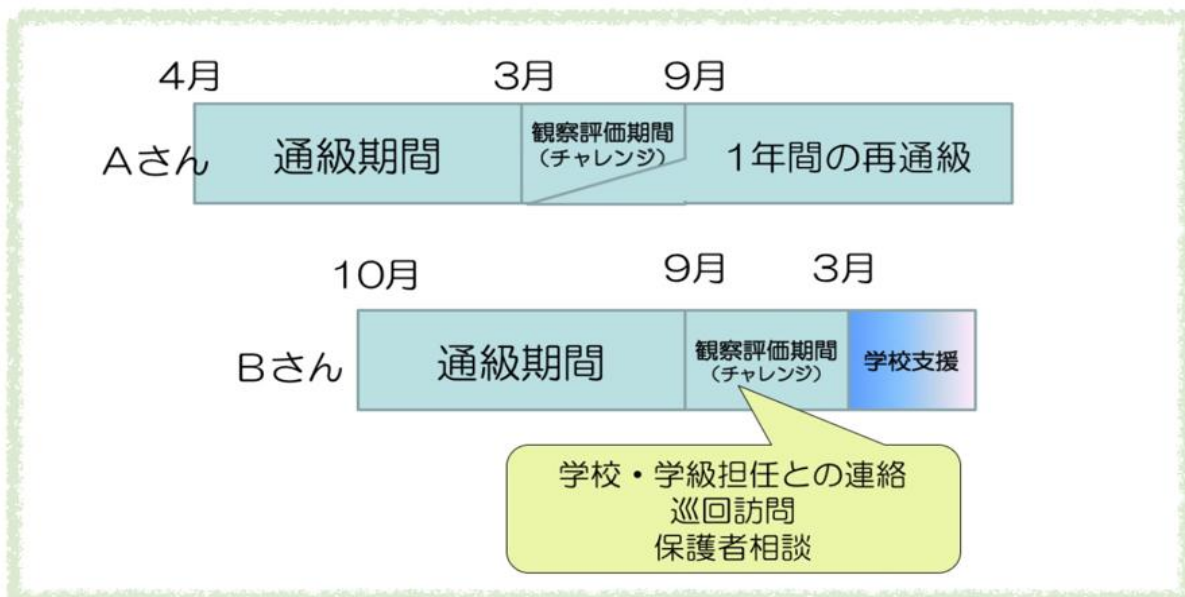 4月 3月 9月
Aさん
通級期間
観察評価期間
(チャレンジ)
1年間の再通級
10月 9月 3月
Bさん
通級期間
観察評価期間
(チャレンジ)
学校支援
学校・学級担任との連絡
巡回訪問
保護者相談